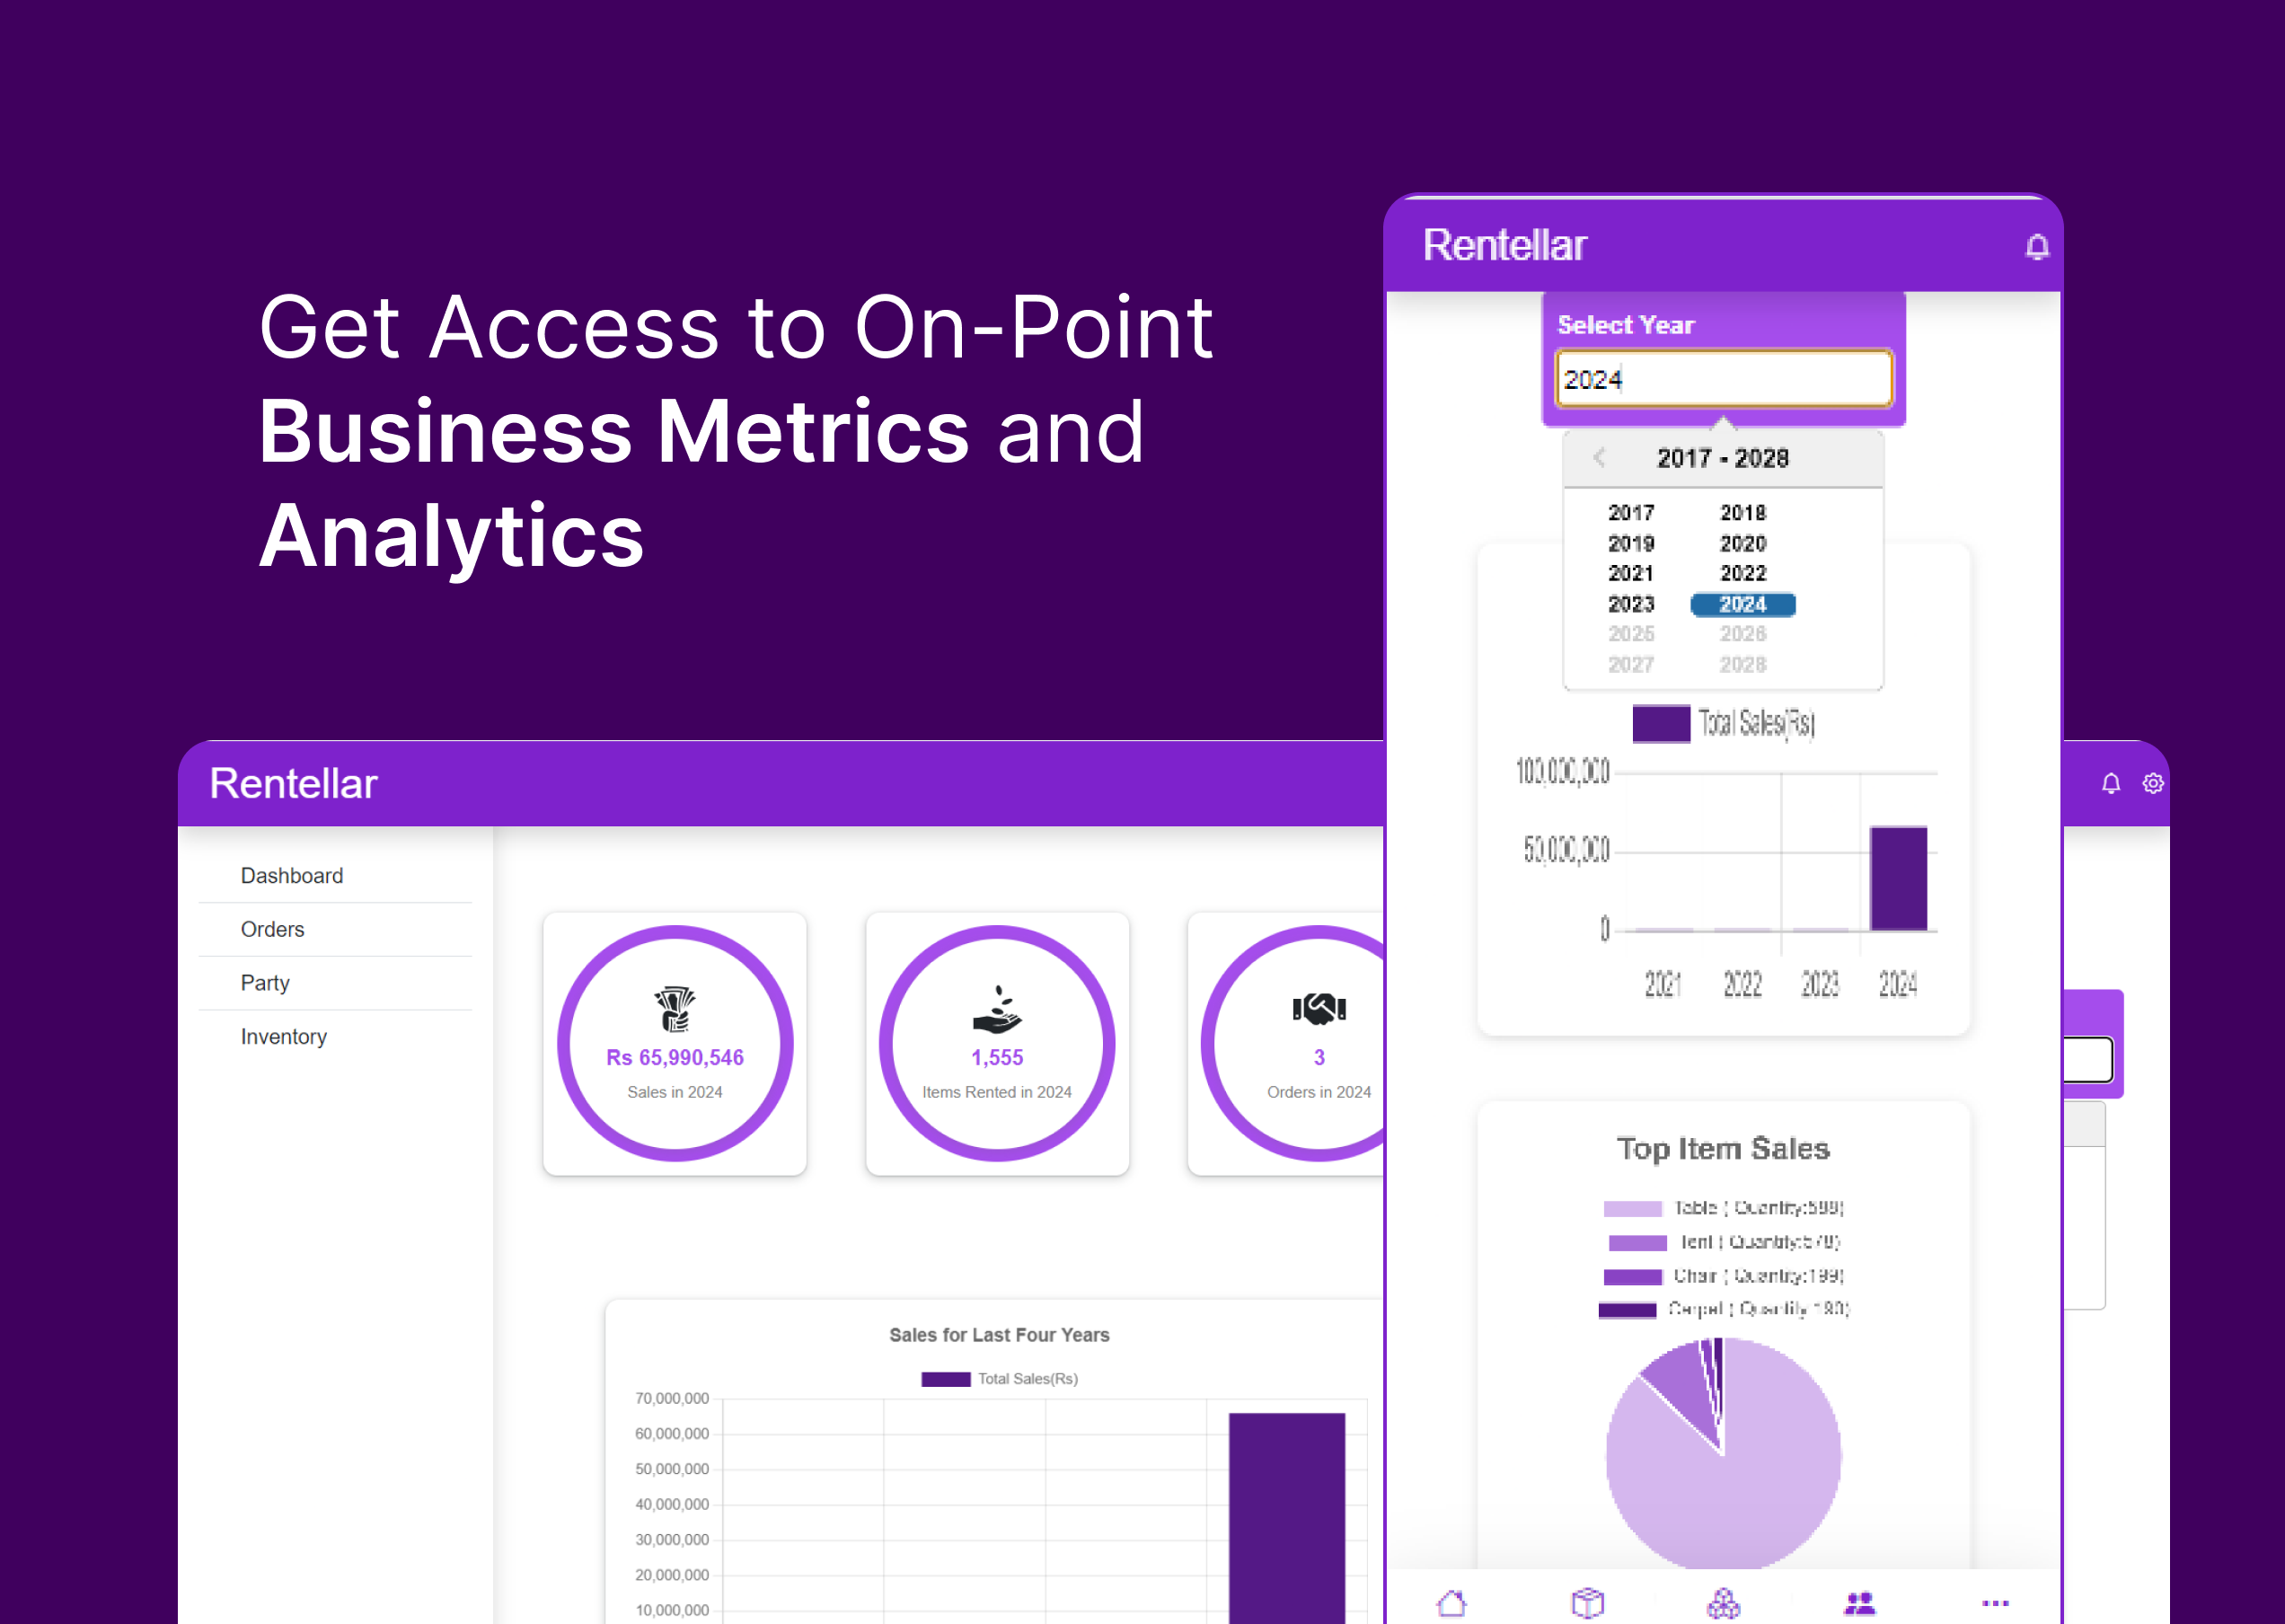 Get Access to On-Point
Business Metrics and
Analytics
Rentellar
Dashboard
Orders
Party
Inventory
Rs 65,990,546
Sales in 2024
1,555
Items Rented in 2024
3
Orders in 2024
Sales for Last Four Years
Total Sales(Rs)
70,000,000
60,000,000
50,000,000
40,000,000
30,000,000
20,000,000
10,000,000
Rentellar
Select Year
2024
2017 - 2028
2017 2018
2019 2020
2021 2022
2023 2024
2025 2026
2027 2028
Total Sales(Rs)
100,000,000
50,000,000
0
2021 2022 2023 2024
Top Item Sales
Table ( Quantity:599)
Tent ( Quantity:
Chair ( Quantity:199)
Carpet ( Quantity: